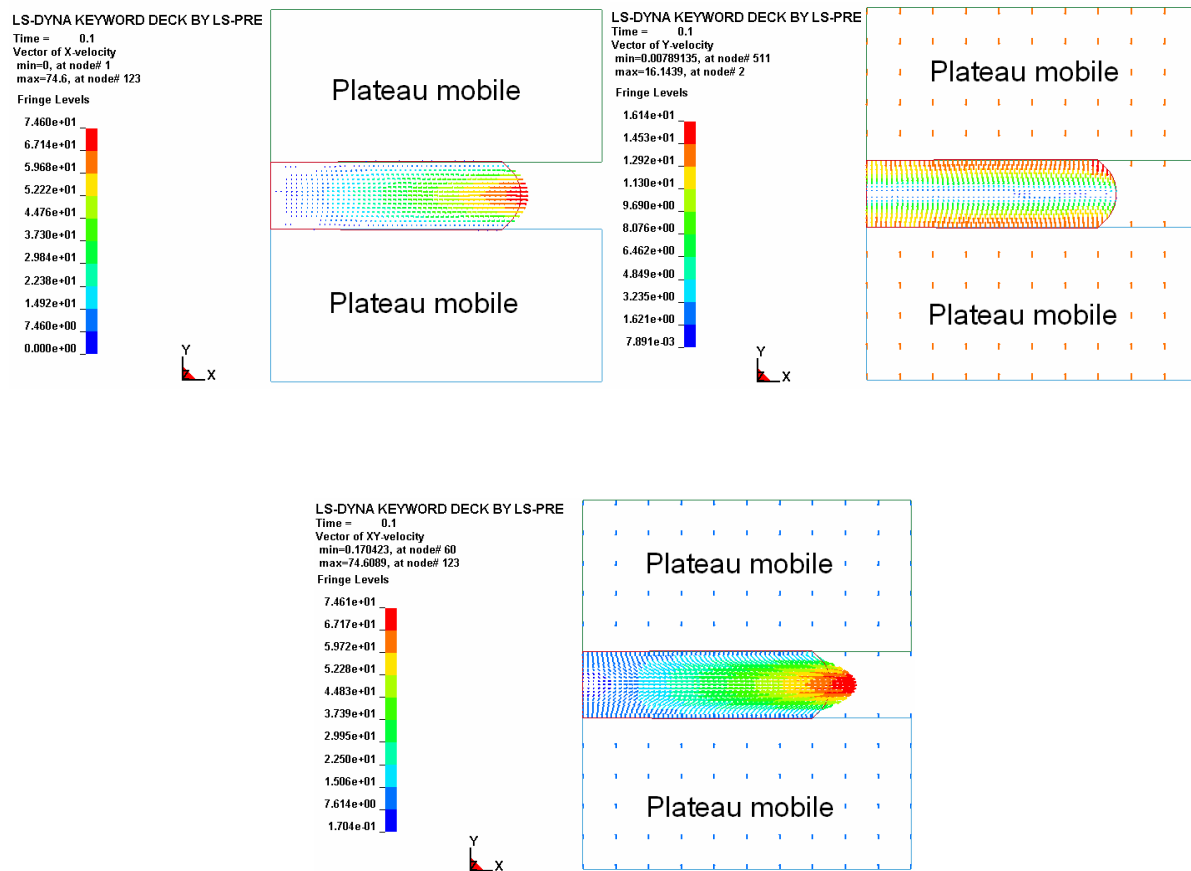 LS-DYNA KEYWORD DECK BY LS-PRE
Time = 0.1
Vector of X-velocity
min=0, at node# 1
max=74.6, at node# 123
Fringe Levels
7.460e+01
6.714e+01
5.968e+01
5.222e+01
4.476e+01
3.730e+01
2.984e+01
2.238e+01
1.492e+01
7.460e+00
0.000e+00
Y
Z
X
Plateau mobile
Plateau mobile
LS-DYNA KEYWORD DECK BY LS-PRE
Time = 0.1
Vector of Y-velocity
min=0.00789135, at node# 511
max=16.1439, at node# 2
Fringe Levels
1.614e+01
1.453e+01
1.292e+01
1.130e+01
9.690e+00
8.076e+00
6.462e+00
4.849e+00
3.235e+00
1.621e+00
7.891e-03
Y
Z
X
Plateau mobile
Plateau mobile
LS-DYNA KEYWORD DECK BY LS-PRE
Time = 0.1
Vector of XY-velocity
min=0.170423, at node# 60
max=74.6089, at node# 123
Fringe Levels
7.461e+01
6.717e+01
5.972e+01
5.228e+01
4.483e+01
3.739e+01
2.995e+01
2.250e+01
1.506e+01
7.614e+00
1.704e-01
Y
Z
X
Plateau mobile
Plateau mobile